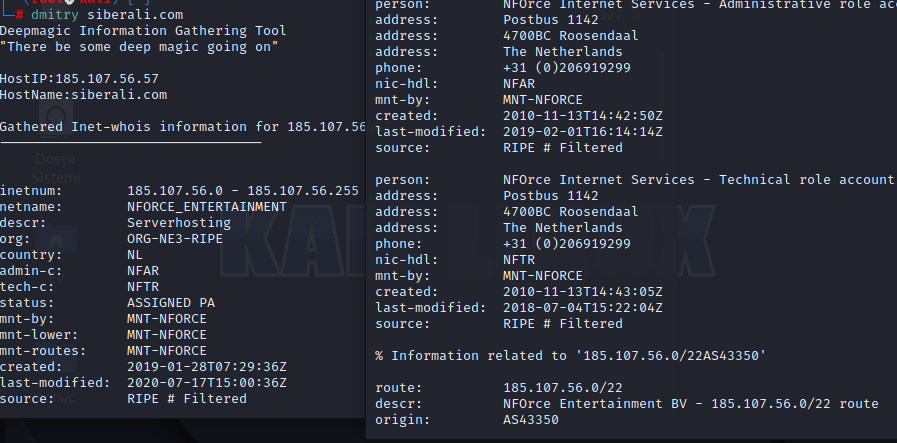 (root㉿kali)-[~]
# dmitry siberali.com
Deepmagic Information Gathering Tool
"There be some deep magic going on"
HostIP:185.107.56.57
HostName:siberali.com
Gathered Inet-whois information for 185.107.56
---------------------------------
inetnum: 185.107.56.0 - 185.107.56.255
netname: NFORCE_ENTERTAINMENT
descr: Serverhosting
org: ORG-NE3-RIPE
country: NL
admin-c: NFAR
tech-c: NFTR
status: ASSIGNED PA
mnt-by: MNT-NFORCE
mnt-lower: MNT-NFORCE
mnt-routes: MNT-NFORCE
created: 2019-01-28T07:29:36Z
last-modified: 2020-07-17T15:00:36Z
source: RIPE # Filtered
Dosya
Sistemi
person: NFOrce Internet Services - Administrative role acc
address: Postbus 1142
address: 4700BC Roosendaal
address: The Netherlands
phone: +31 (0)206919299
nic-hdl: NFAR
mnt-by: MNT-NFORCE
created: 2010-11-13T14:42:50Z
last-modified: 2019-02-01T16:14:14Z
source: RIPE # Filtered
person: NFOrce Internet Services - Technical role account
address: Postbus 1142
address: 4700BC Roosendaal
address: The Netherlands
phone: +31 (0)206919299
nic-hdl: NFTR
mnt-by: MNT-NFORCE
created: 2010-11-13T14:43:05Z
last-modified: 2018-07-04T15:22:04Z
source: RIPE # Filtered
% Information related to '185.107.56.0/22AS43350'
route: 185.107.56.0/22
descr: NFOrce Entertainment BV - 185.107.56.0/22 route
origin: AS43350